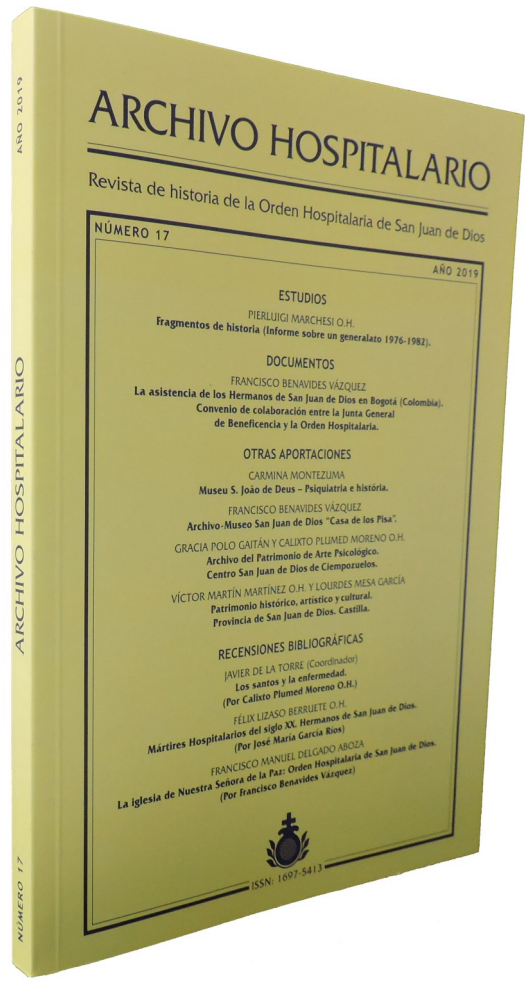 ARCHIVO HOSPITALARIO
Revista de historia de la Orden Hospitalaria de San Juan de Dios
NÚMERO 17
AÑO 2019
ESTUDIOS
PIERLUIGI MARCHESI O.H.
Fragmentos de historia (Informe sobre un generalato 1976-1982).
DOCUMENTOS
FRANCISCO BENAVIDES VÁZQUEZ
La asistencia de los Hermanos de San Juan de Dios en Bogotá (Colombia).
Convenio de colaboración entre la Junta General
de Beneficencia y la Orden Hospitalaria.
OTRAS APORTACIONES
CARMINA MONTEZUMA
Museu S. João de Deus – Psiquiatria e história.
FRANCISCO BENAVIDES VÁZQUEZ
Archivo-Museo San Juan de Dios "Casa de los Pisa".
GRACIA POLO GAITÁN Y CALIXTO PLUMED MORENO O.H.
Archivo del Patrimonio de Arte Psicológico.
Centro San Juan de Dios de Ciempozuelos.
VÍCTOR MARTÍN MARTÍNEZ O.H. Y LOURDES MESA GARCÍA
Patrimonio histórico, artístico y cultural.
Provincia de San Juan de Dios. Castilla.
RECENSIONES BIBLIOGRÁFICAS
JAVIER DE LA TORRE (Coordinador)
Los santos y la enfermedad.
(Por Calixto Plumed Moreno O.H.)
FÉLIX LIZASO BERRUETE O.H.
Mártires Hospitalarios del siglo XX. Hermanos de San Juan de Dios.
(Por José María García Ríos)
FRANCISCO MANUEL DELGADO ABOZA
La iglesia de Nuestra Señora de la Paz: Orden Hospitalaria de San Juan de Dios.
(Por Francisco Benavides Vázquez)
ISSN: 1697-5413
AÑO 2019
ARCHIVO HOSPITALARIO
NÚMERO 17